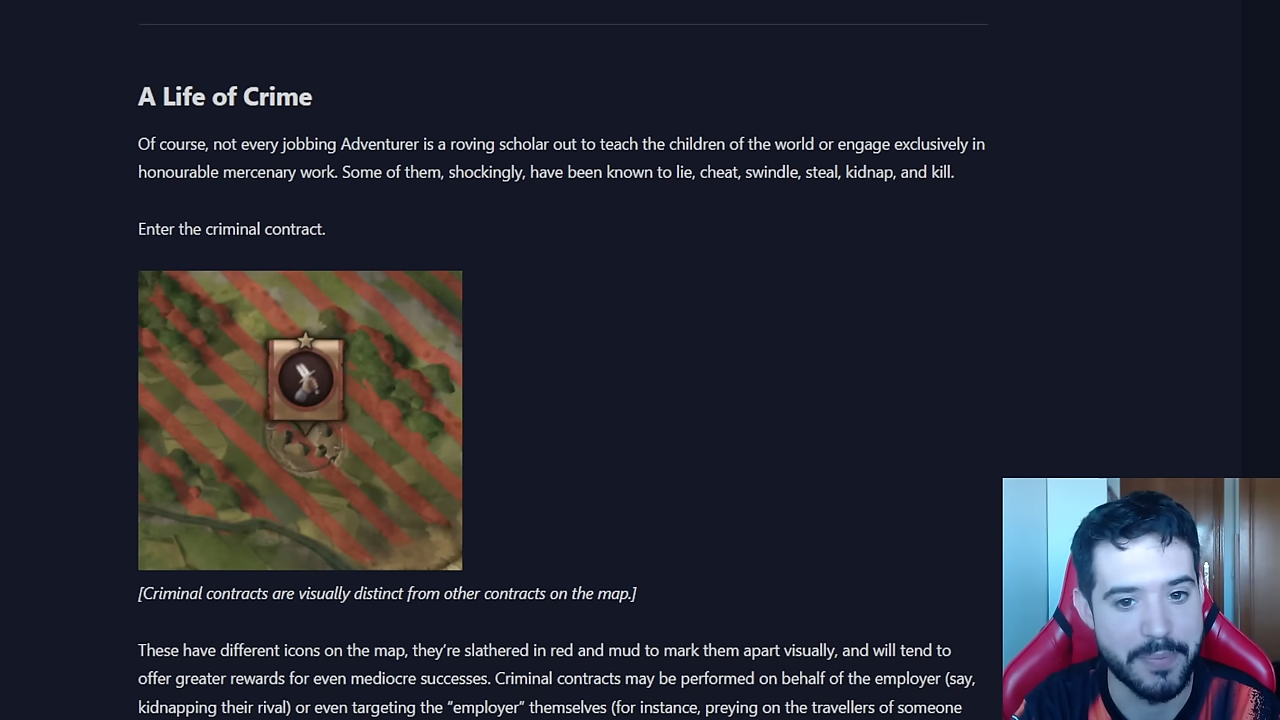 A Life of Crime
Of course, not every jobbing Adventurer is a roving scholar out to teach the children of the world or engage exclusively in
honourable mercenary work. Some of them, shockingly, have been known to lie, cheat, swindle, steal, kidnap, and kill.
Enter the criminal contract.
[Criminal contracts are visually distinct from other contracts on the map.]
These have different icons on the map, they’re slathered in red and mud to mark them apart visually, and will tend to
offer greater rewards for even mediocre successes. Criminal contracts may be performed on behalf of the employer (say,
kidnapping their rival) or even targeting the “employer” themselves (for instance, preying on the travellers of someone